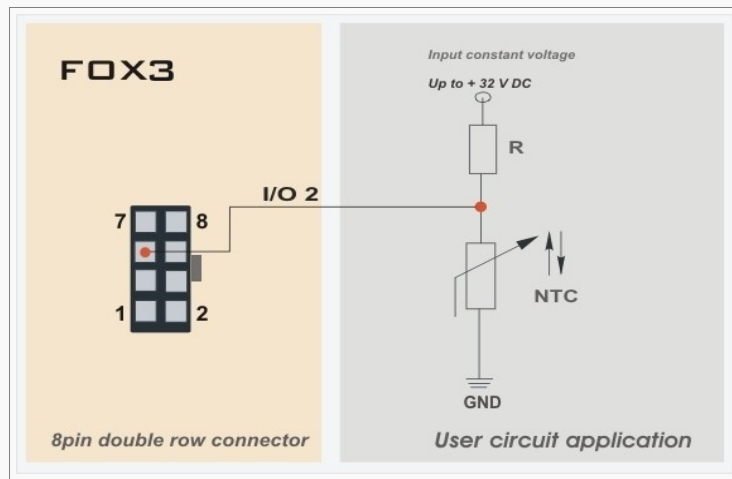 FOX3
Input constant voltage
Up to + 32 V DC
R
I/O 2
7 8
NTC
1 2
GND
8pin double row connector
User circuit application